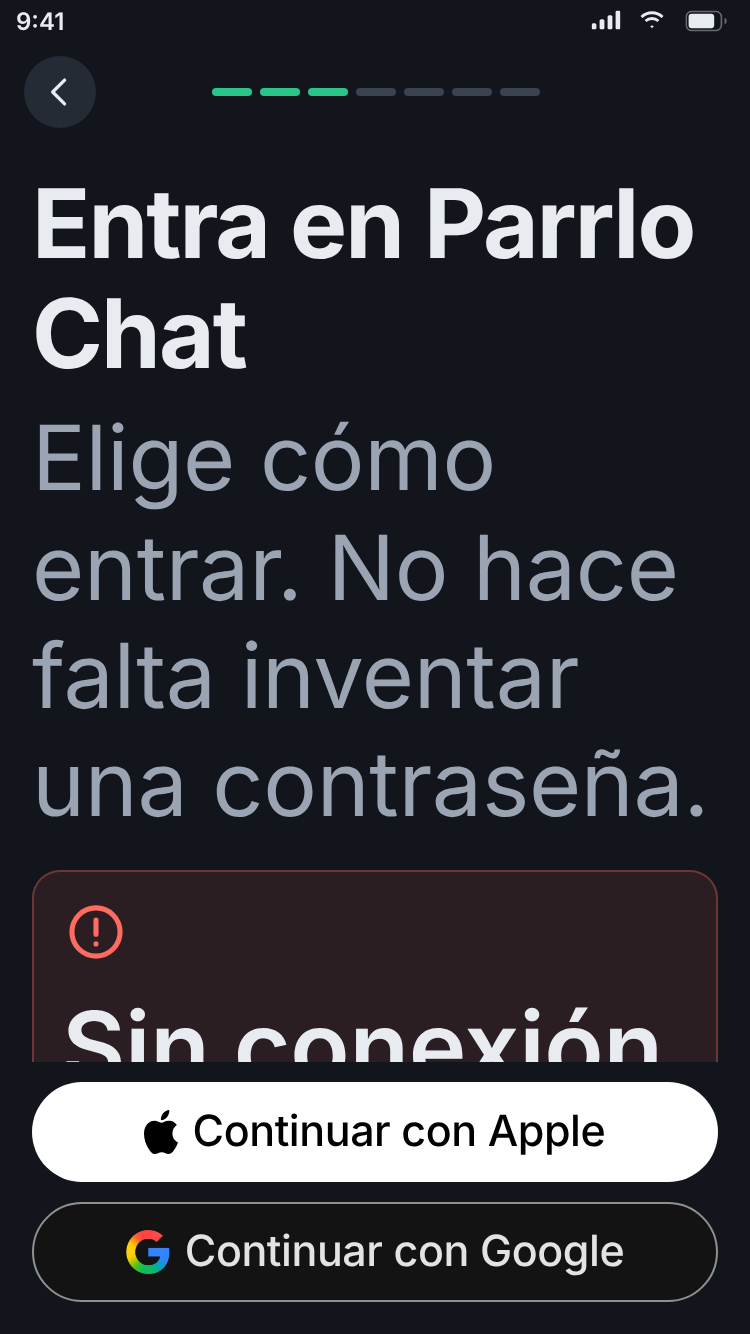 9:41
Entra en Parrlo
Chat
Elige cómo
entrar. No hace
falta inventar
una contraseña.
Sin conexión
Continuar con Apple
Continuar con Google